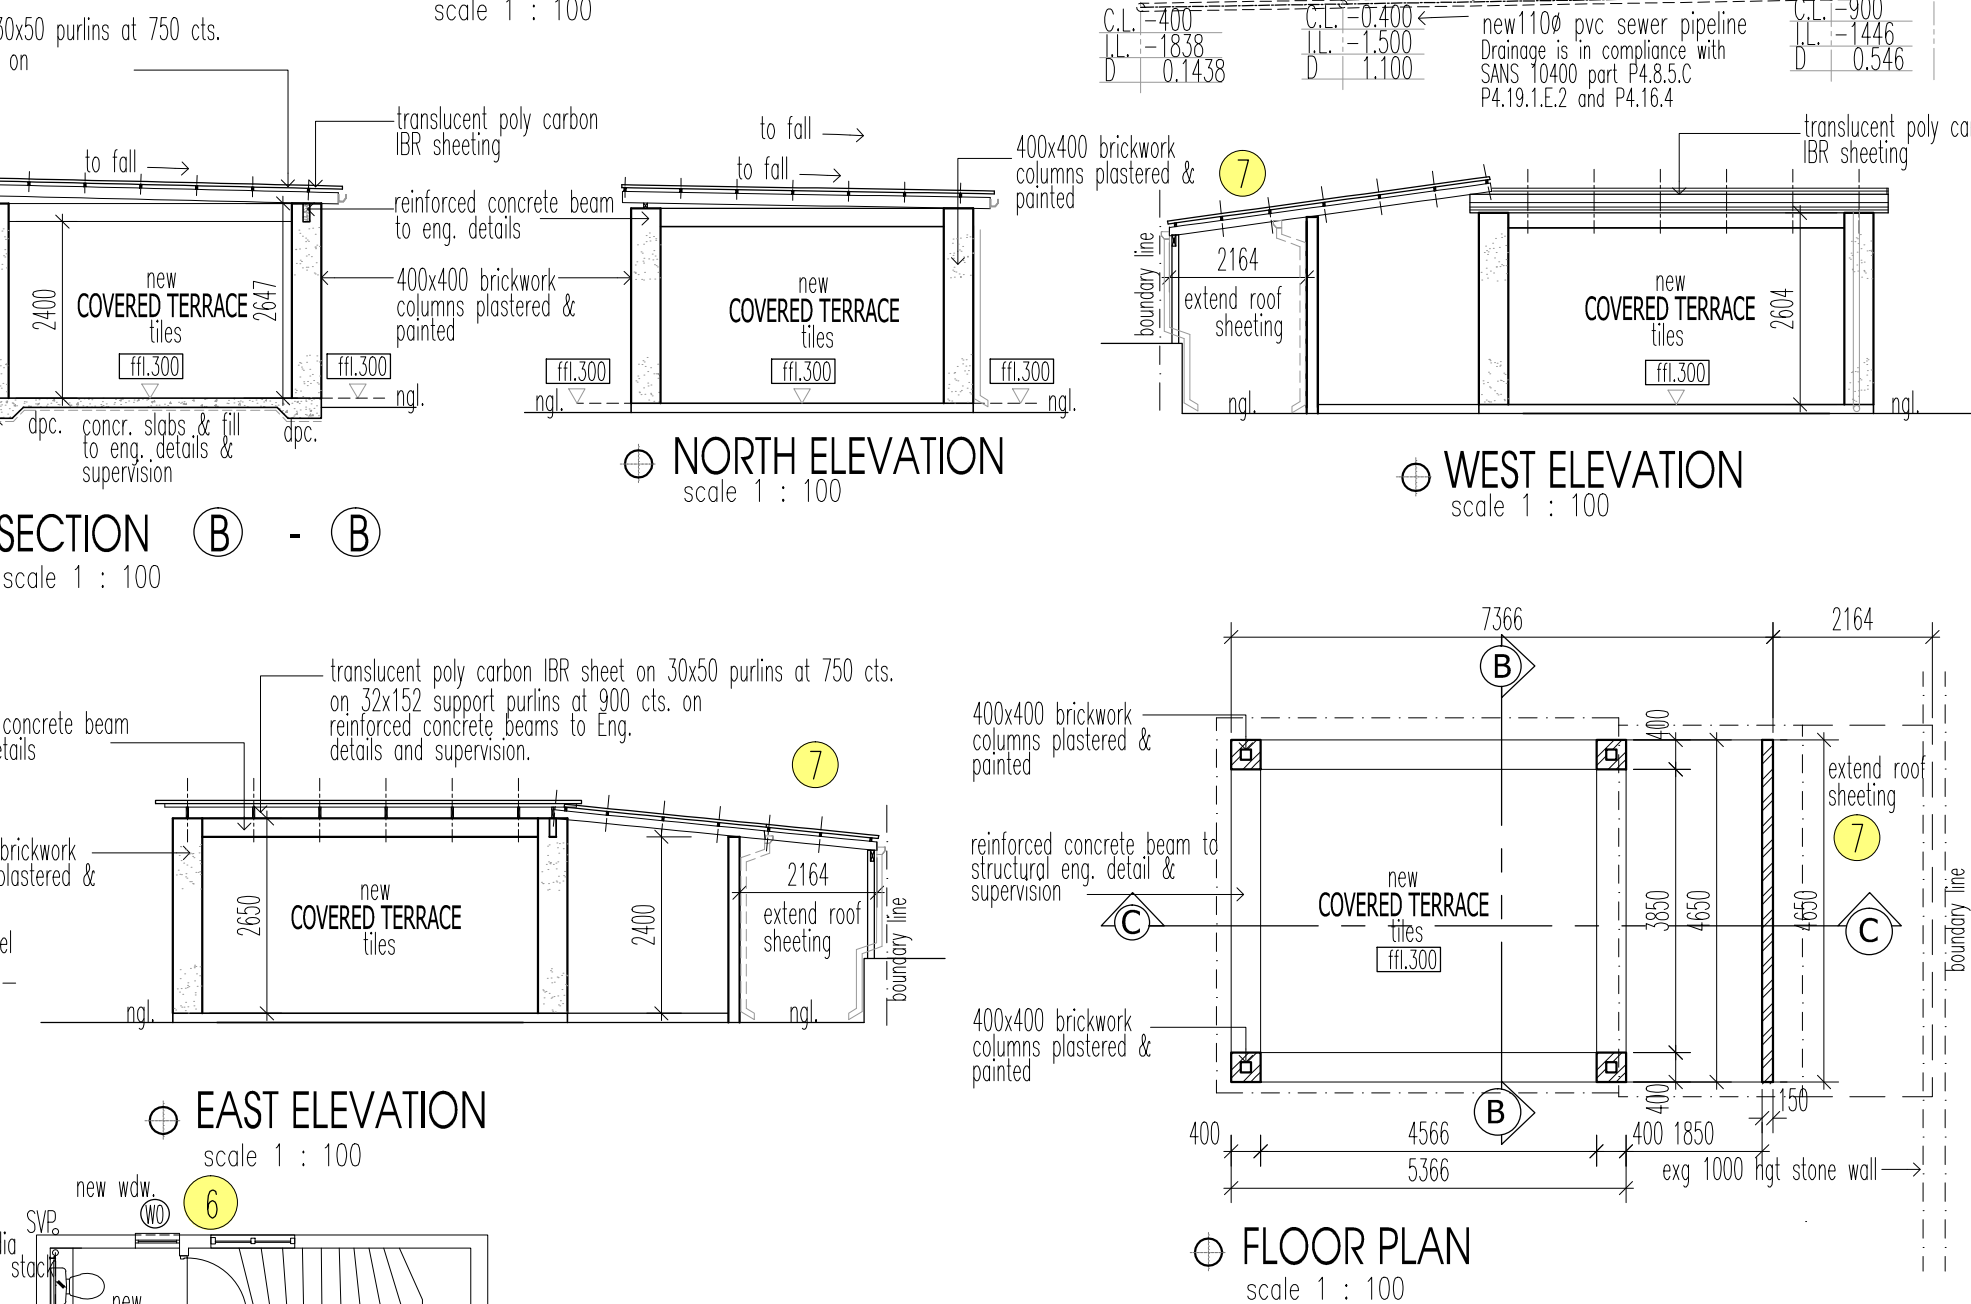 scale 1 : 100
30x50 purlins at 750 cts.
on
translucent poly carbon
IBR sheeting
to fall
reinforced concrete beam
to eng. details
400x400 brickwork
columns plastered &
painted
new
COVERED TERRACE
tiles
2400
2647
ffl.300
ffl.300
ngl.
dpc.
concr. slabs & fill
to eng. details &
supervision
dpc.
SECTION B - B
scale 1 : 100
to fall
to fall
400x400 brickwork
columns plastered &
painted
new
COVERED TERRACE
tiles
ffl.300
ffl.300
ffl.300
ngl.
ngl.
NORTH ELEVATION
scale 1 : 100
C.L. -400
I.L. -1838
D 0.1438
C.L. -0.400
I.L. -1.500
D 1.100
new110ø pvc sewer pipeline
Drainage is in compliance with
SANS 10400 part P4.8.5.C
P4.19.1.E.2 and P4.16.4
C.L. -900
I.L. -1446
D 0.546
7
translucent poly ca
IBR sheeting
boundary line
2164
extend roof
sheeting
new
COVERED TERRACE
tiles
2604
ffl.300
ngl.
ngl.
WEST ELEVATION
scale 1 : 100
translucent poly carbon IBR sheet on 30x50 purlins at 750 cts.
on 32x152 support purlins at 900 cts. on
reinforced concrete beams to Eng.
details and supervision.
concrete beam
etails
7
brickwork
plastered &
2650
new
COVERED TERRACE
tiles
2400
2164
extend roof
sheeting
boundary line
el
ngl.
ngl.
EAST ELEVATION
scale 1 : 100
new wdw.
WO
6
SVP
dia
stack
new
7366
2164
B
400x400 brickwork
columns plastered &
painted
400
extend roof
sheeting
7
reinforced concrete beam to
structural eng. detail &
supervision
new
COVERED TERRACE
tiles
ffl.300
3850
4650
4650
C
C
boundary line
400x400 brickwork
columns plastered &
painted
400
150
B
400
4566
400
1850
5366
exg 1000 hgt stone wall
FLOOR PLAN
scale 1 : 100